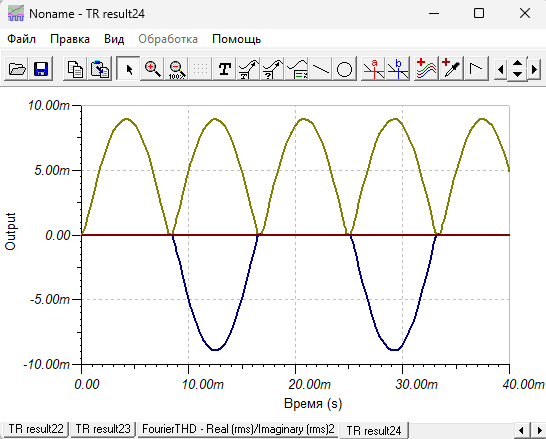 Noname - TR result24
Файл Правка Вид Обработка Помощь
100%
T
? 
a b
10.00m
5.00m
0.00
-5.00m
-10.00m
Output
0.00 10.00m 20.00m 30.00m 40.00m
Время (s)
TR result22 TR result23 FourierTHD - Real (rms)/Imaginary (rms)2 TR result24